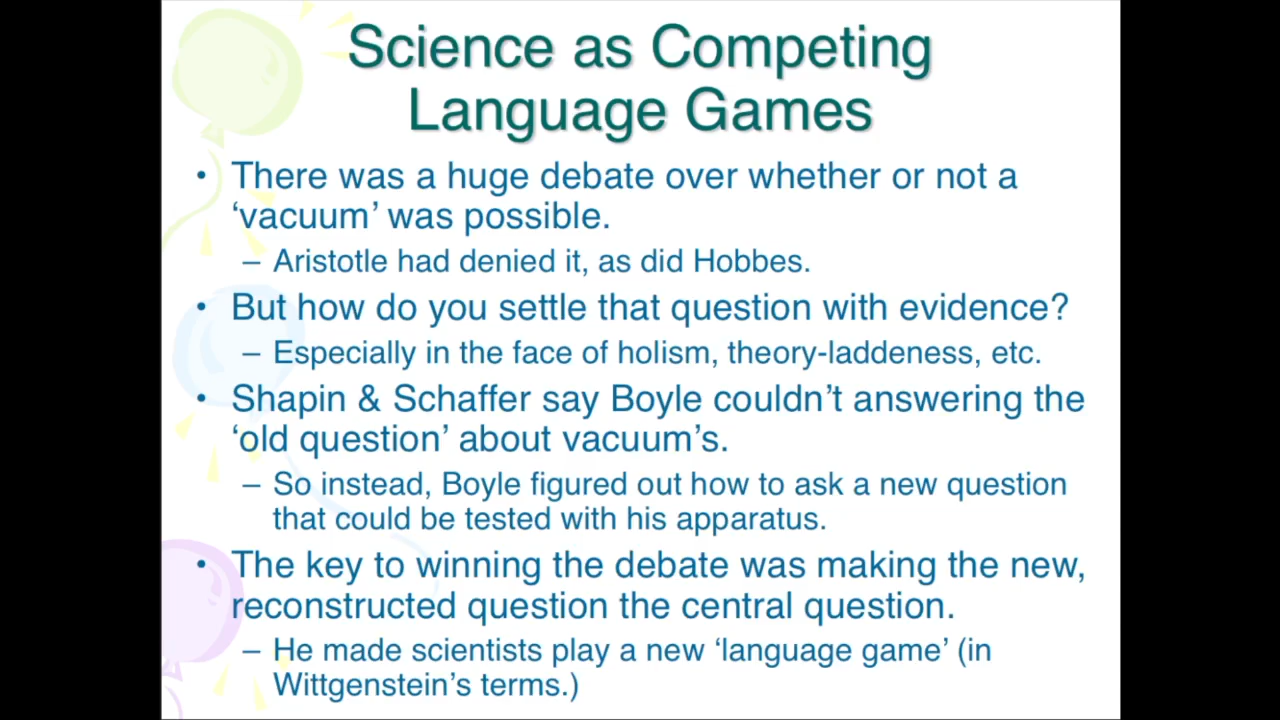 Science as Competing
Language Games
• There was a huge debate over whether or not a
‘vacuum’ was possible.
– Aristotle had denied it, as did Hobbes.
• But how do you settle that question with evidence?
– Especially in the face of holism, theory-laddeness, etc.
• Shapin & Schaffer say Boyle couldn’t answering the
‘old question’ about vacuum’s.
– So instead, Boyle figured out how to ask a new question
that could be tested with his apparatus.
• The key to winning the debate was making the new,
reconstructed question the central question.
– He made scientists play a new ‘language game’ (in
Wittgenstein’s terms.)